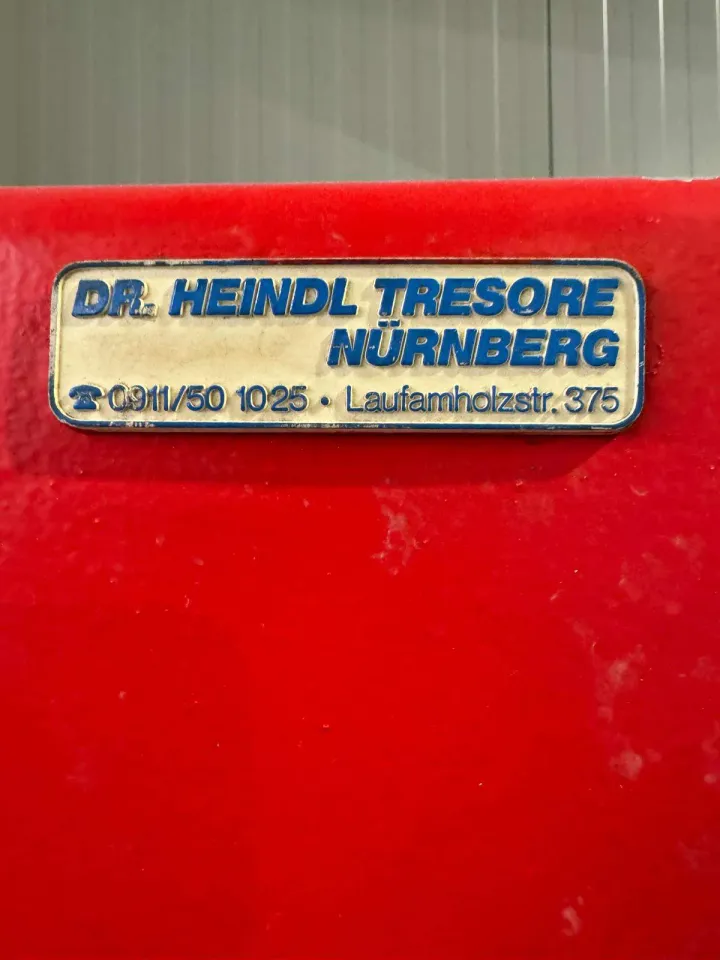 DR. HEINDL TRESORE
NÜRNBERG
☎ 0911/50 1025 • Laufamholzstr. 375